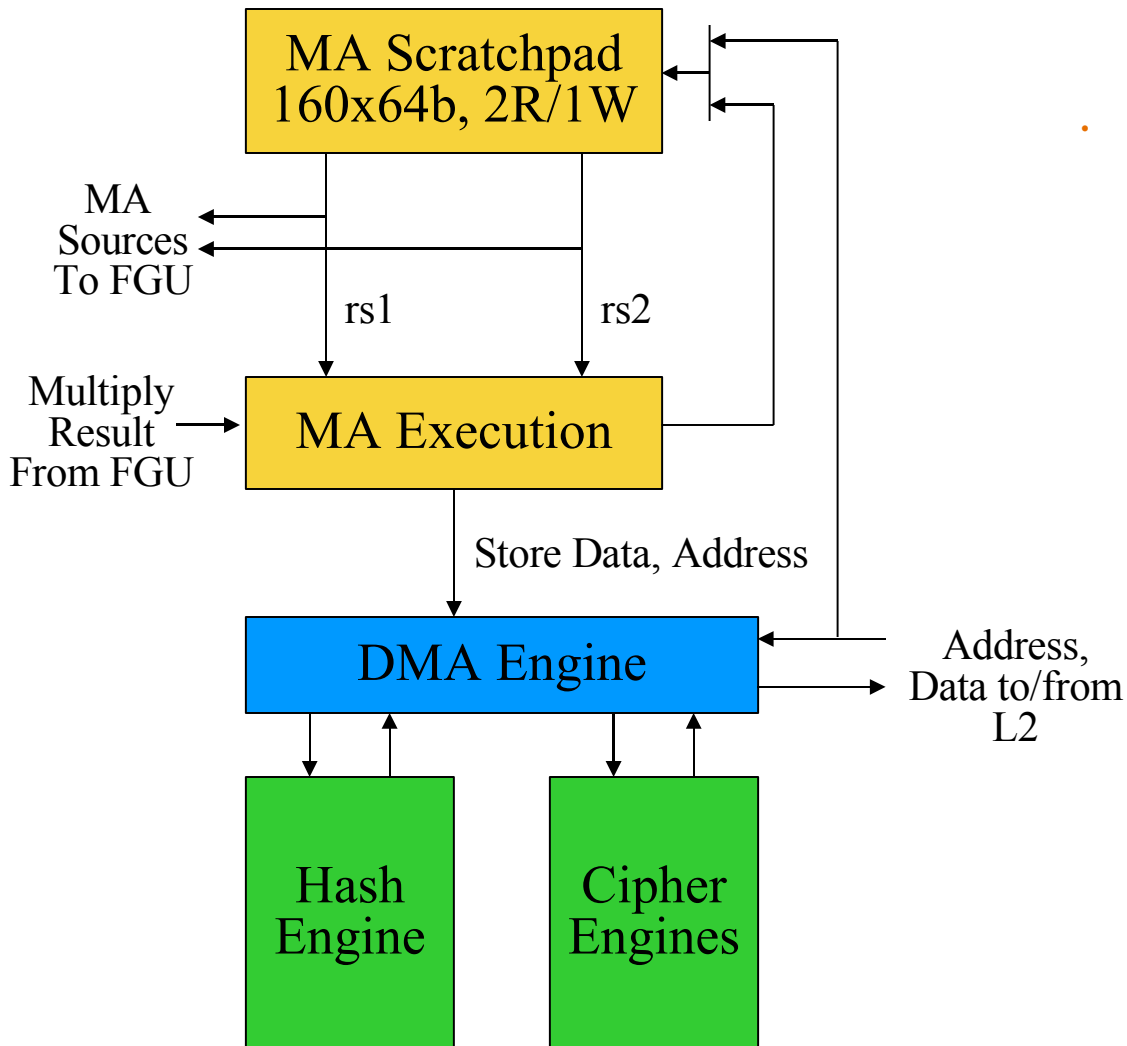 MA Scratchpad
160x64b, 2R/1W
MA
Sources
To FGU
rs1
rs2
Multiply
Result
From FGU
MA Execution
Store Data, Address
DMA Engine
Address,
Data to/from
L2
Hash
Engine
Cipher
Engines